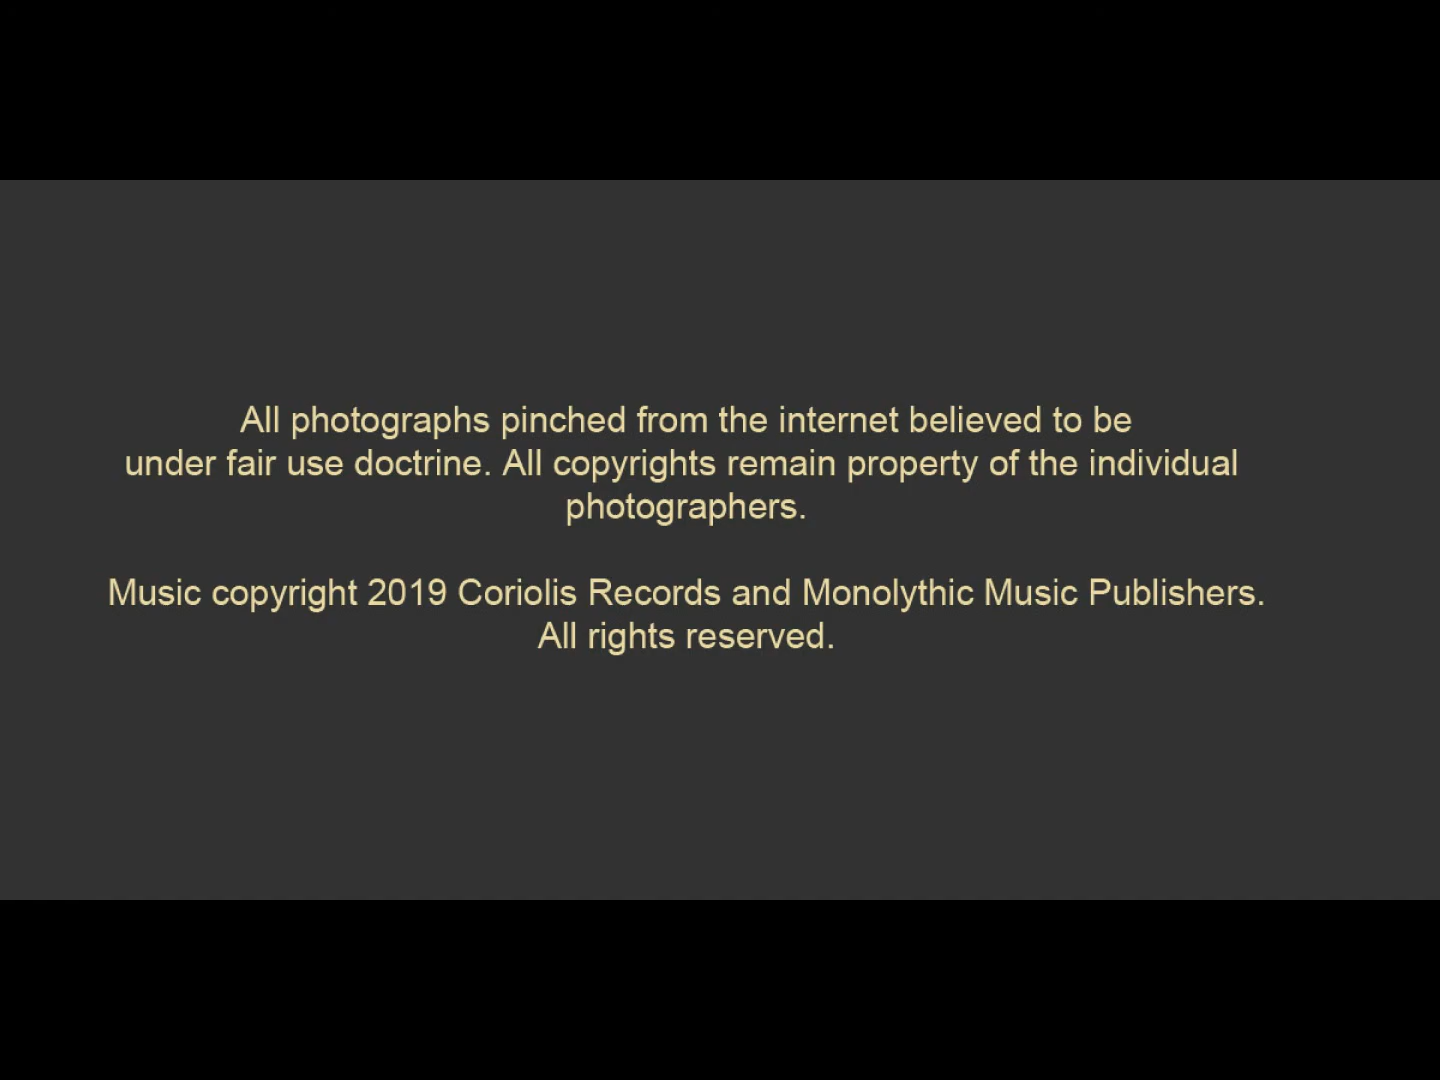 All photographs pinched from the internet believed to be
under fair use doctrine. All copyrights remain property of the individual
photographers.
Music copyright 2019 Coriolis Records and Monolythic Music Publishers.
All rights reserved.